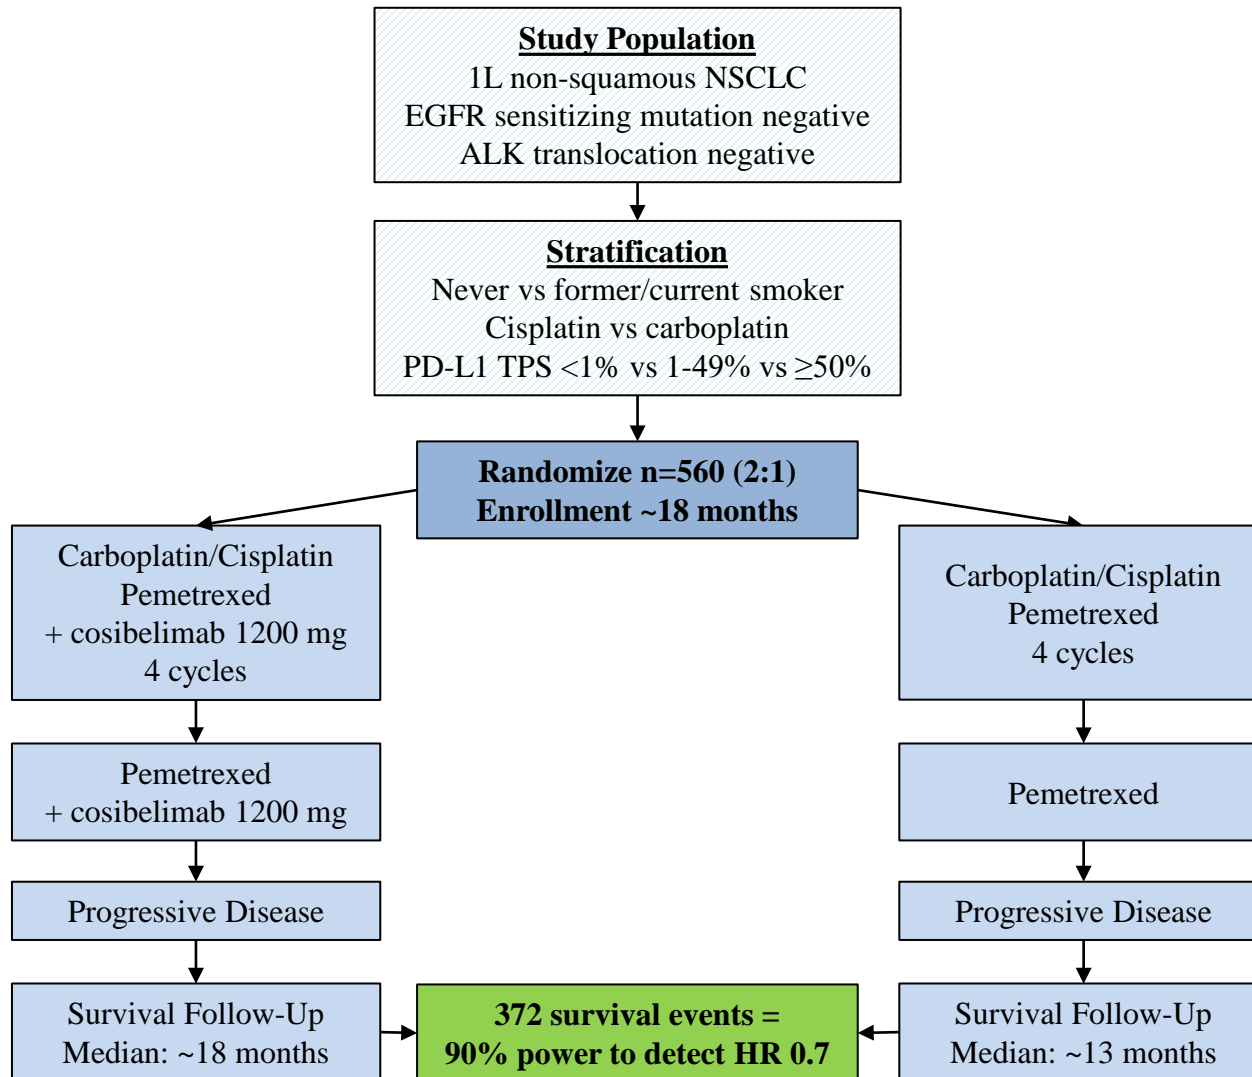 Study Population
1L non-squamous NSCLC
EGFR sensitizing mutation negative
ALK translocation negative
Stratification
Never vs former/current smoker
Cisplatin vs carboplatin
PD-L1 TPS <1% vs 1-49% vs ≥50%
Randomize n=560 (2:1)
Enrollment ~18 months
Carboplatin/Cisplatin
Pemetrexed
+ cosibelimab 1200 mg
4 cycles
Carboplatin/Cisplatin
Pemetrexed
4 cycles
Pemetrexed
+ cosibelimab 1200 mg
Pemetrexed
Progressive Disease
Progressive Disease
Survival Follow-Up
Median: ~18 months
372 survival events =
90% power to detect HR 0.7
Survival Follow-Up
Median: ~13 months